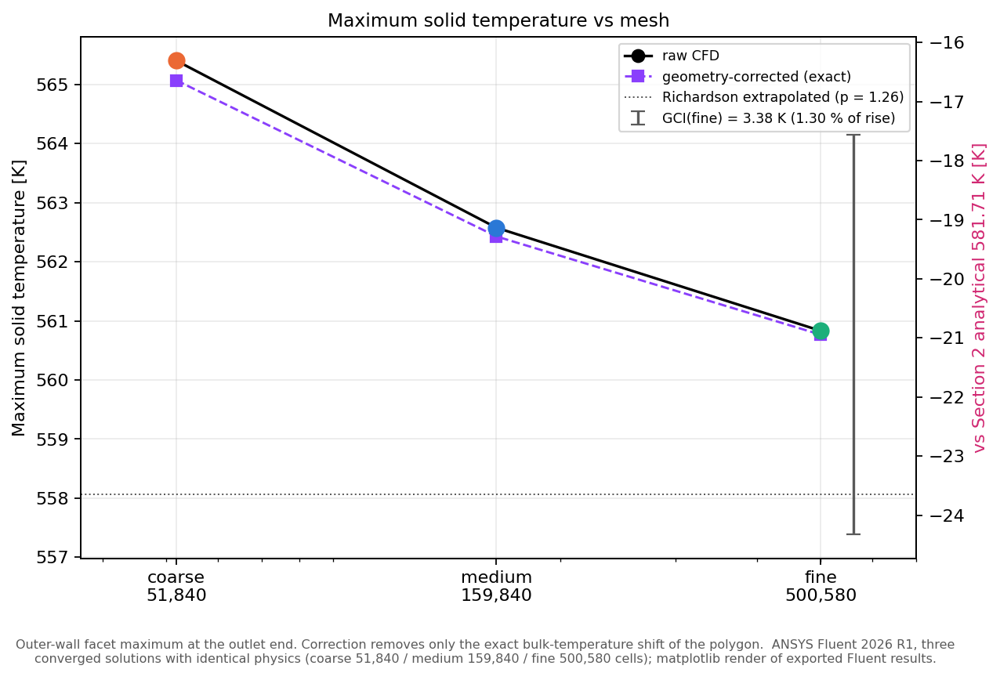 Maximum solid temperature vs mesh
raw CFD
geometry-corrected (exact)
Richardson extrapolated (p = 1.26)
GCI(fine) = 3.38 K (1.30 % of rise)
Maximum solid temperature [K]
565
564
563
562
561
560
559
558
557
−16
−17
−18
−19
−20
−21
−22
−23
−24
vs Section 2 analytical 581.71 K [K]
coarse
51,840
medium
159,840
fine
500,580
Outer-wall facet maximum at the outlet end. Correction removes only the exact bulk-temperature shift of the polygon.  ANSYS Fluent 2026 R1, three
converged solutions with identical physics (coarse 51,840 / medium 159,840 / fine 500,580 cells); matplotlib render of exported Fluent results.